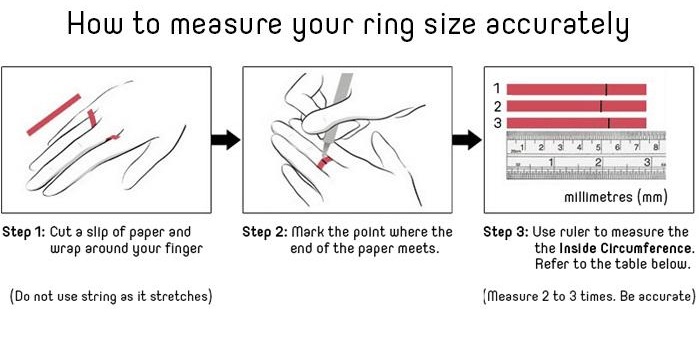 How to measure your ring size accurately
1
2
3
1 2 3 4 5 6 7 8
1 2 3
millimetres (mm)
Step 1: Cut a slip of paper and
wrap around your finger
(Do not use string as it stretches)
Step 2: Mark the point where the
end of the paper meets.
Step 3: Use ruler to measure the
the Inside Circumference.
Refer to the table below.
(Measure 2 to 3 times. Be accurate)